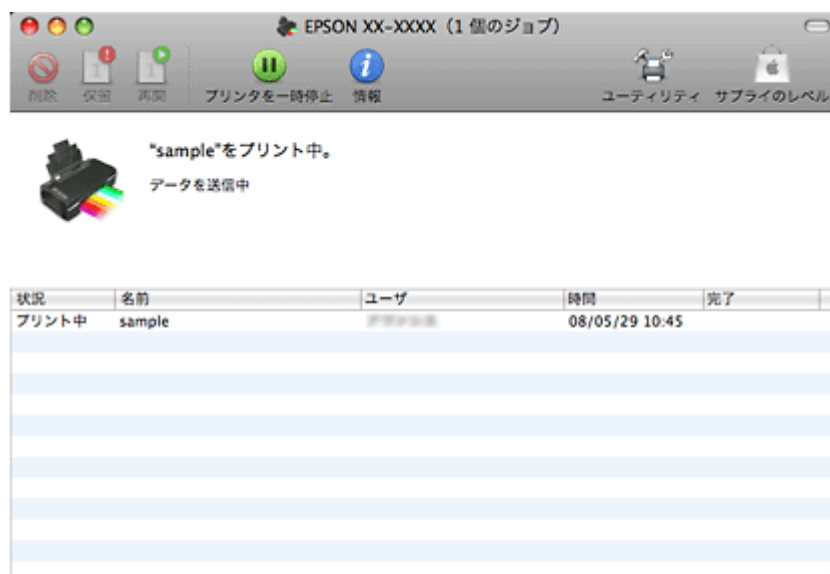 EPSON XX-XXXX（1 個のジョブ）
削除 保留 再開 プリンタを一時停止 情報 ユーティリティ サプライのレベル
"sample"をプリント中。
データを送信中
状況 名前 ユーザ 時間 完了
プリント中 sample 08/05/29 10:45